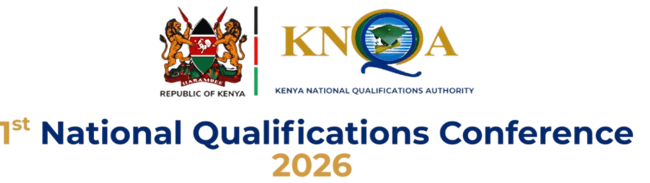 HARAMBEE
REPUBLIC OF KENYA
KNQA
KENYA NATIONAL QUALIFICATIONS AUTHORITY
1st National Qualifications Conference
2026